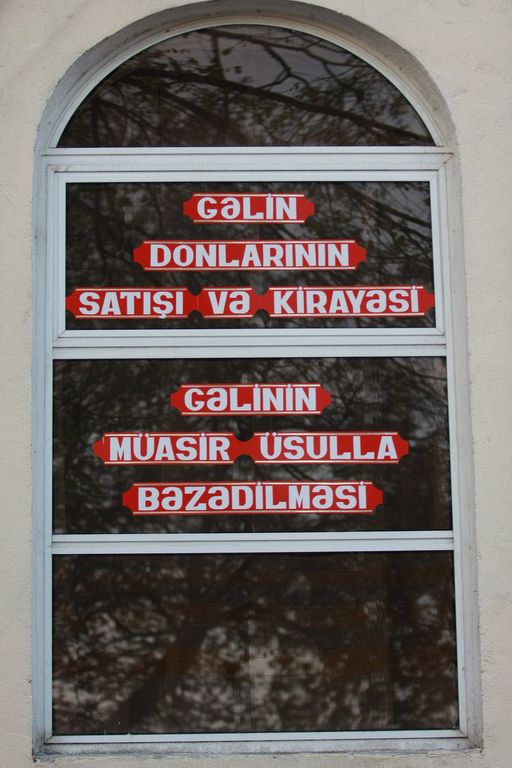 GƏLİN
DONLARININ
SATIŞI VƏ KİRAYƏSİ
GƏLİNİN
MÜASİR ÜSULLA
BƏZƏDİLMƏSİ